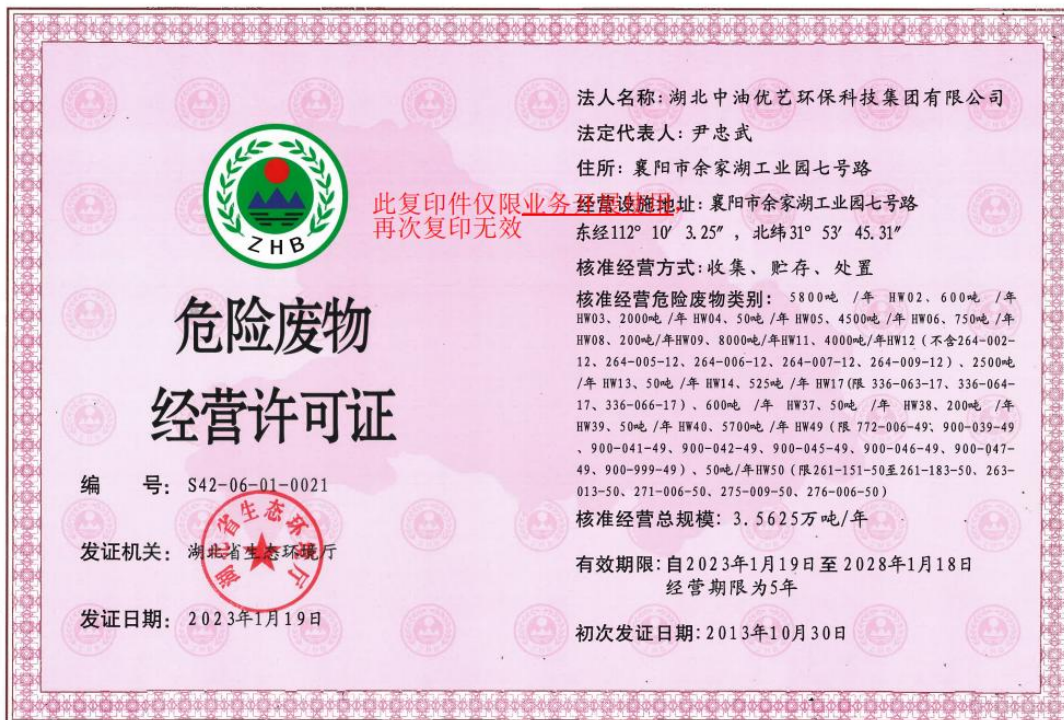 ZHB
危险废物
经营许可证
编 号: S42-06-01-0021
发证机关: 湖北省生态环境厅
发证日期: 2023年1月19日
湖北省生态环境厅
此复印件仅限业务
再次复印无效
法人名称: 湖北中油优艺环保科技集团有限公司
法定代表人: 尹忠武
住所: 襄阳市余家湖工业园七号路
经营设施地址: 襄阳市余家湖工业园七号路
东经112° 10′ 3.25″ , 北纬31° 53′ 45.31″
核准经营方式: 收集、贮存、处置
核准经营危险废物类别: 5800吨 /年 HW02、600吨 /年
HW03、2000吨 /年 HW04、50吨 /年 HW05、4500吨 /年 HW06、750吨 /年
HW08、200吨/年HW09、8000吨/年HW11、4000吨/年HW12 (不含264-002-
12、264-005-12、264-006-12、264-007-12、264-009-12) 、2500吨
/年 HW13、50吨 /年 HW14、525吨 /年 HW17(限 336-063-17、336-064-
17、336-066-17) 、600吨 /年 HW37、50吨 /年 HW38、200吨 /年
HW39、50吨 /年 HW40、5700吨 /年 HW49 (限 772-006-49、900-039-49
、900-041-49、900-042-49、900-045-49、900-046-49、900-047-
49、900-999-49) 、50吨/年HW50 (限261-151-50至261-183-50、263-
013-50、271-006-50、275-009-50、276-006-50)
核准经营总规模: 3.5625万吨/年
有效期限: 自2023年1月19日至2028年1月18日
经营期限为5年
初次发证日期: 2013年10月30日